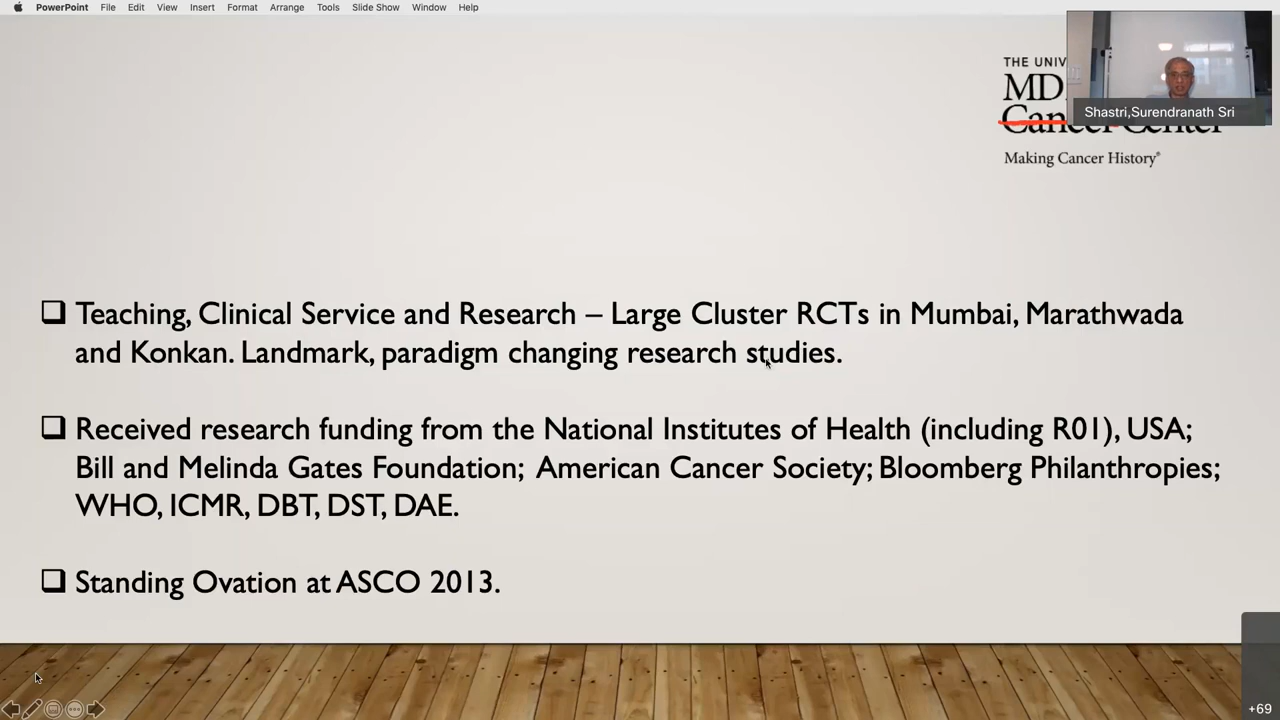 PowerPoint File Edit View Insert Format Arrange Tools Slide Show Window Help
THE UNIV
MD
Cancer Center
Making Cancer History®
Shastri,Surendranath Sri
❑ Teaching, Clinical Service and Research – Large Cluster RCTs in Mumbai, Marathwada
and Konkan. Landmark, paradigm changing research studies.
❑ Received research funding from the National Institutes of Health (including R01), USA;
Bill and Melinda Gates Foundation; American Cancer Society; Bloomberg Philanthropies;
WHO, ICMR, DBT, DST, DAE.
❑ Standing Ovation at ASCO 2013.
+69